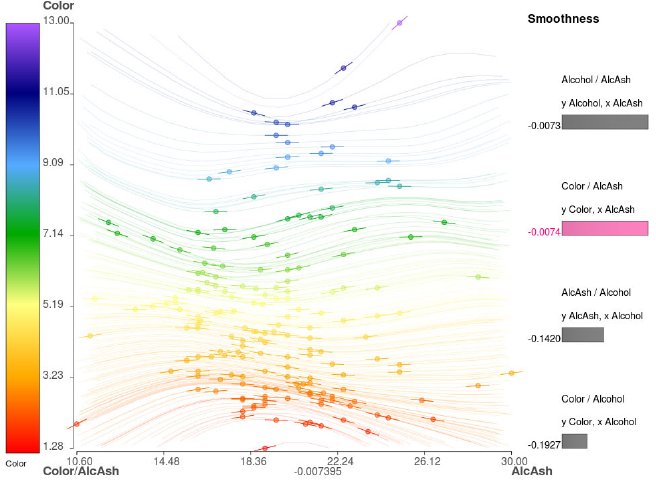 Color
13.00
11.05
9.09
7.14
5.19
3.23
1.28
Color
10.60 14.48 18.36 22.24 26.12 30.00
Color/AlcAsh -0.007395 AlcAsh
Smoothness
Alcohol / AlcAsh
y Alcohol, x AlcAsh
-0.0073
Color / AlcAsh
y Color, x AlcAsh
-0.0074
AlcAsh / Alcohol
y AlcAsh, x Alcohol
-0.1420
Color / Alcohol
y Color, x Alcohol
-0.1927